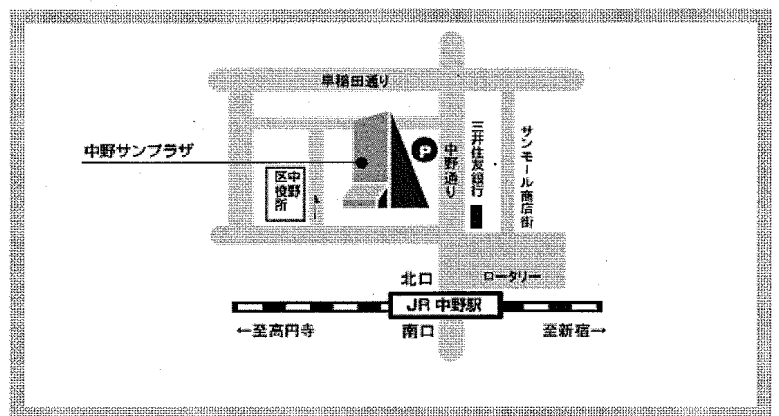 早稲田通り
中野サンプラザ
中野
区役所
P
中野通り
三井住友銀行
サンモール商店街
北口
ロータリー
JR 中野駅
←至高円寺
南口
至新宿→